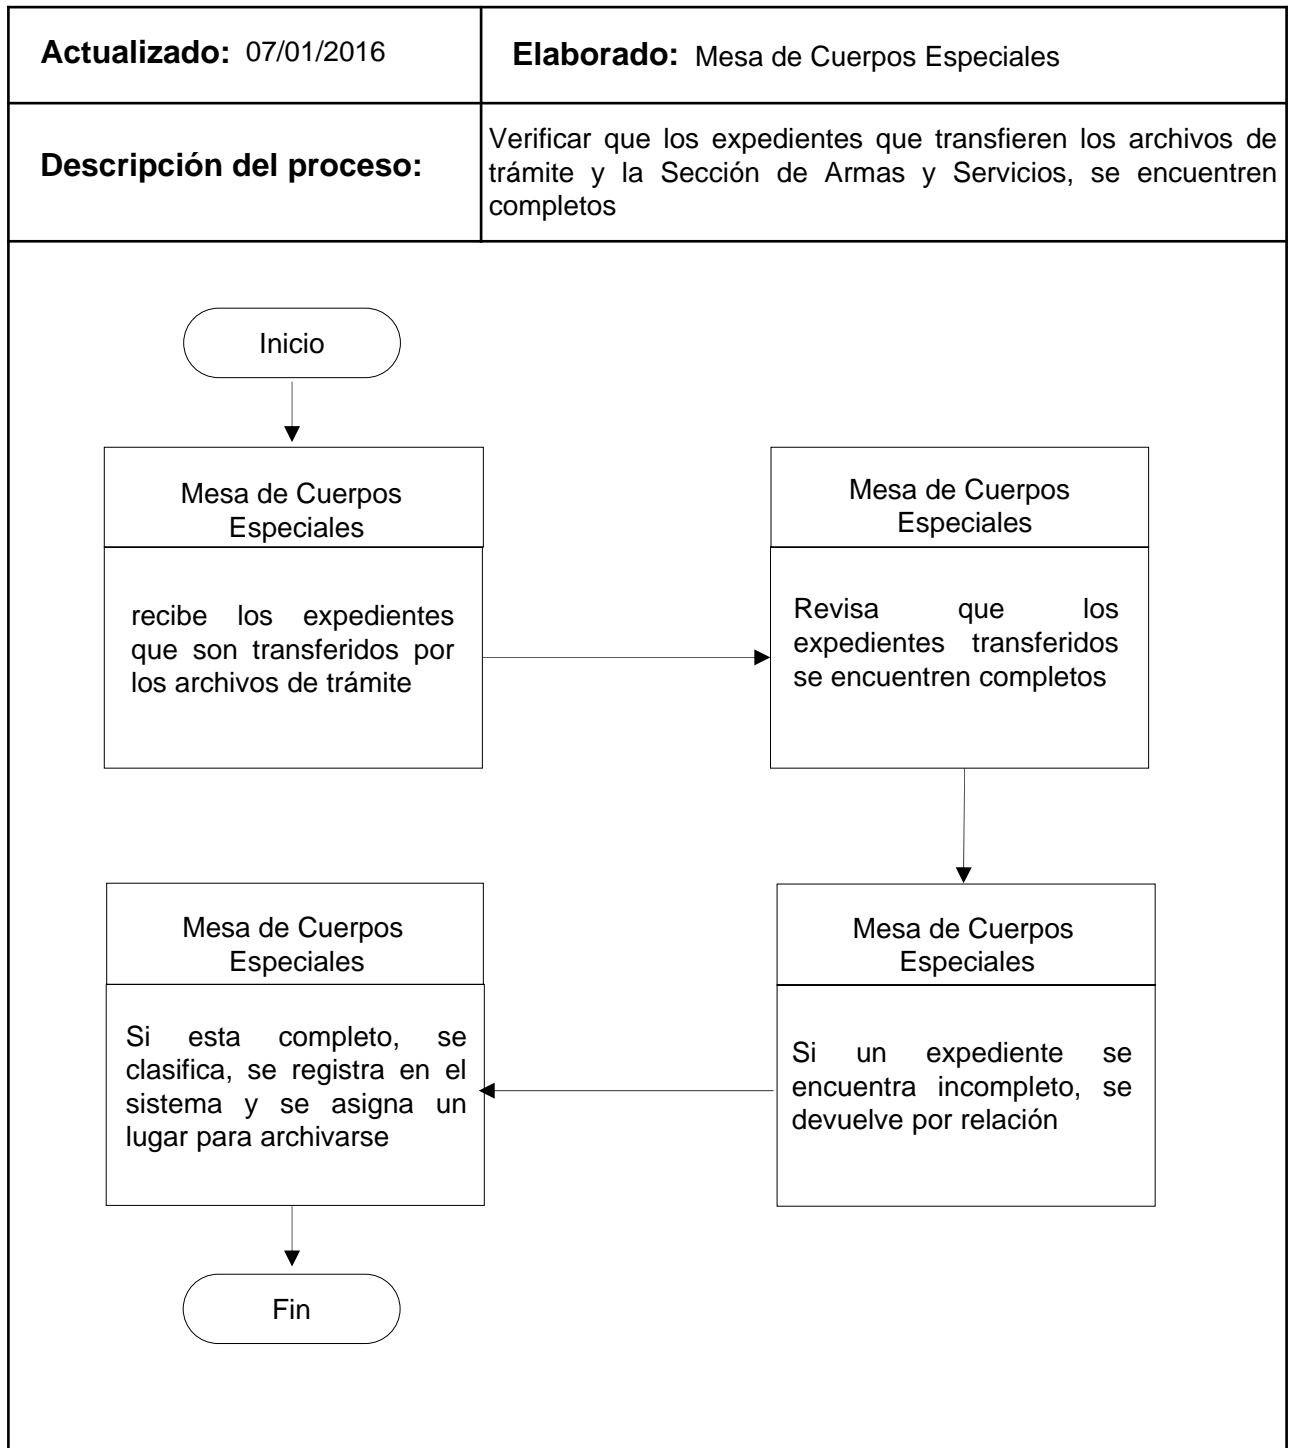 Actualizado: 07/01/2016
Elaborado: Mesa de Cuerpos Especiales
Descripción del proceso:
Verificar que los expedientes que transfieren los archivos de
trámite y la Sección de Armas y Servicios, se encuentren
completos
Inicio
Mesa de Cuerpos
Especiales
recibe los expedientes
que son transferidos por
los archivos de trámite
Mesa de Cuerpos
Especiales
Revisa que los
expedientes transferidos
se encuentren completos
Mesa de Cuerpos
Especiales
Si un expediente se
encuentra incompleto, se
devuelve por relación
Mesa de Cuerpos
Especiales
Si esta completo, se
clasifica, se registra en el
sistema y se asigna un
lugar para archivarse
Fin